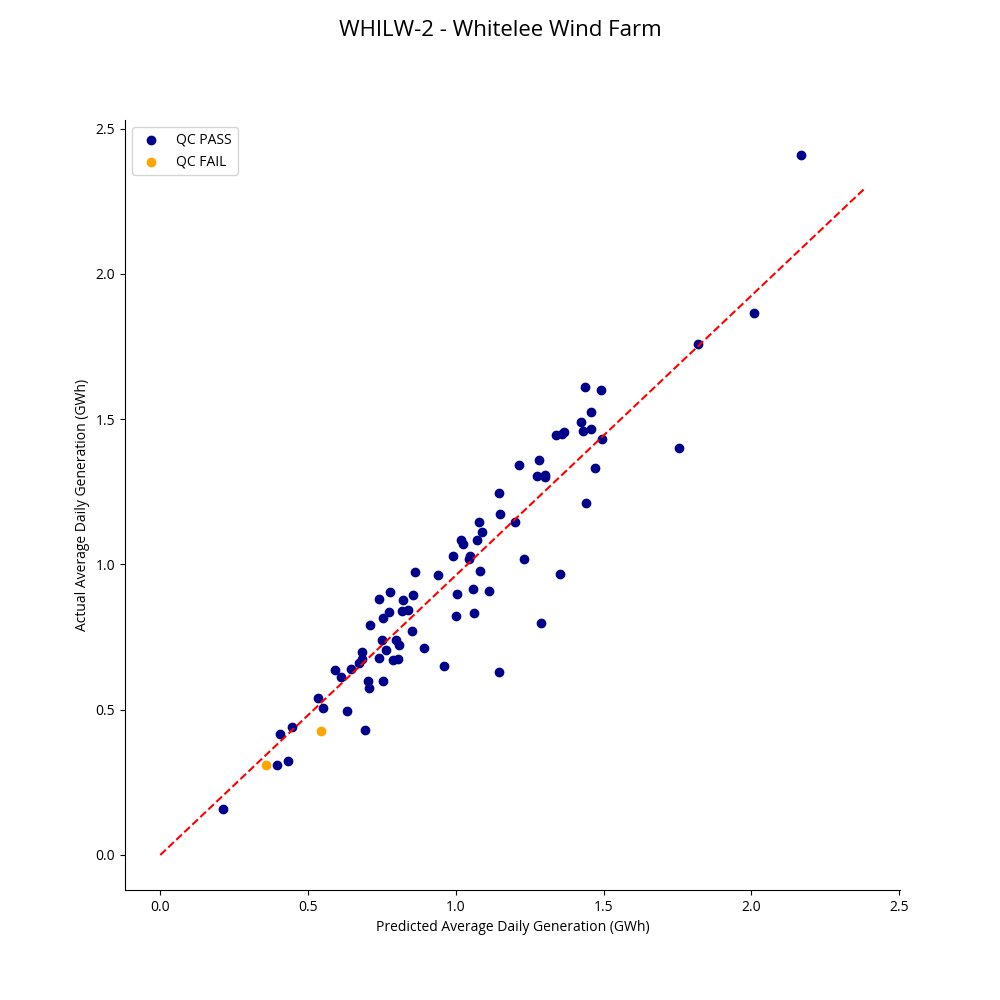 WHILW-2 - Whitelee Wind Farm
QC PASS
QC FAIL
2.5
2.0
1.5
1.0
0.5
0.0
Actual Average Daily Generation (GWh)
0.0
0.5
1.0
1.5
2.0
2.5
Predicted Average Daily Generation (GWh)